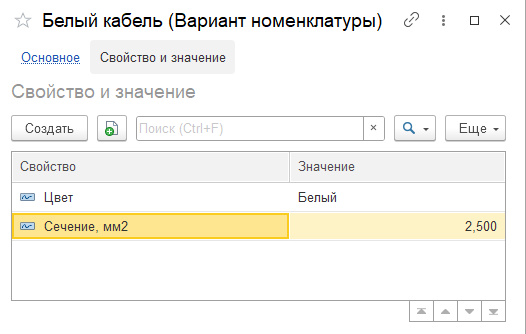 Белый кабель (Вариант номенклатуры)
Основное Свойство и значение
Свойство и значение
Создать Поиск (Ctrl+F) × Еще
Свойство Значение
Цвет Белый
Сечение, мм2 2,500